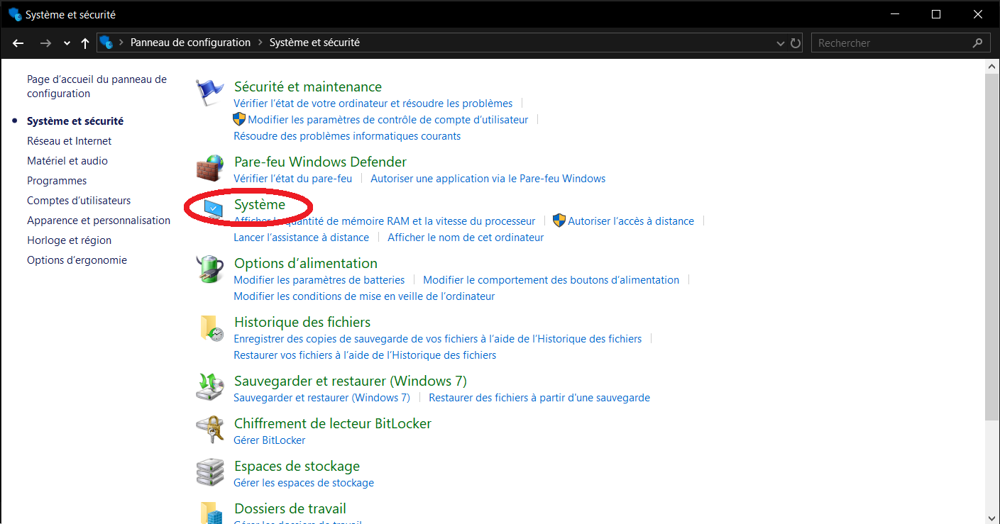 Système et sécurité
Panneau de configuration > Système et sécurité
Rechercher
Page d’accueil du panneau de
configuration
Système et sécurité
Réseau et Internet
Matériel et audio
Programmes
Comptes d’utilisateurs
Apparence et personnalisation
Horloge et région
Options d’ergonomie
Sécurité et maintenance
Vérifier l’état de votre ordinateur et résoudre les problèmes
Modifier les paramètres de contrôle de compte d’utilisateur
Résoudre des problèmes informatiques courants
Pare-feu Windows Defender
Vérifier l’état du pare-feu | Autoriser une application via le Pare-feu Windows
Système
Afficher la quantité de mémoire RAM et la vitesse du processeur | Autoriser l’accès à distance
Lancer l’assistance à distance | Afficher le nom de cet ordinateur
Options d’alimentation
Modifier les paramètres de batteries | Modifier le comportement des boutons d’alimentation
Modifier les conditions de mise en veille de l’ordinateur
Historique des fichiers
Enregistrer des copies de sauvegarde de vos fichiers à l’aide de l’Historique des fichiers
Restaurer vos fichiers à l’aide de l’Historique des fichiers
Sauvegarder et restaurer (Windows 7)
Sauvegarder et restaurer (Windows 7) | Restaurer des fichiers à partir d'une sauvegarde
Chiffrement de lecteur BitLocker
Gérer BitLocker
Espaces de stockage
Gérer les espaces de stockage
Dossiers de travail
Gérer les dossiers de travail